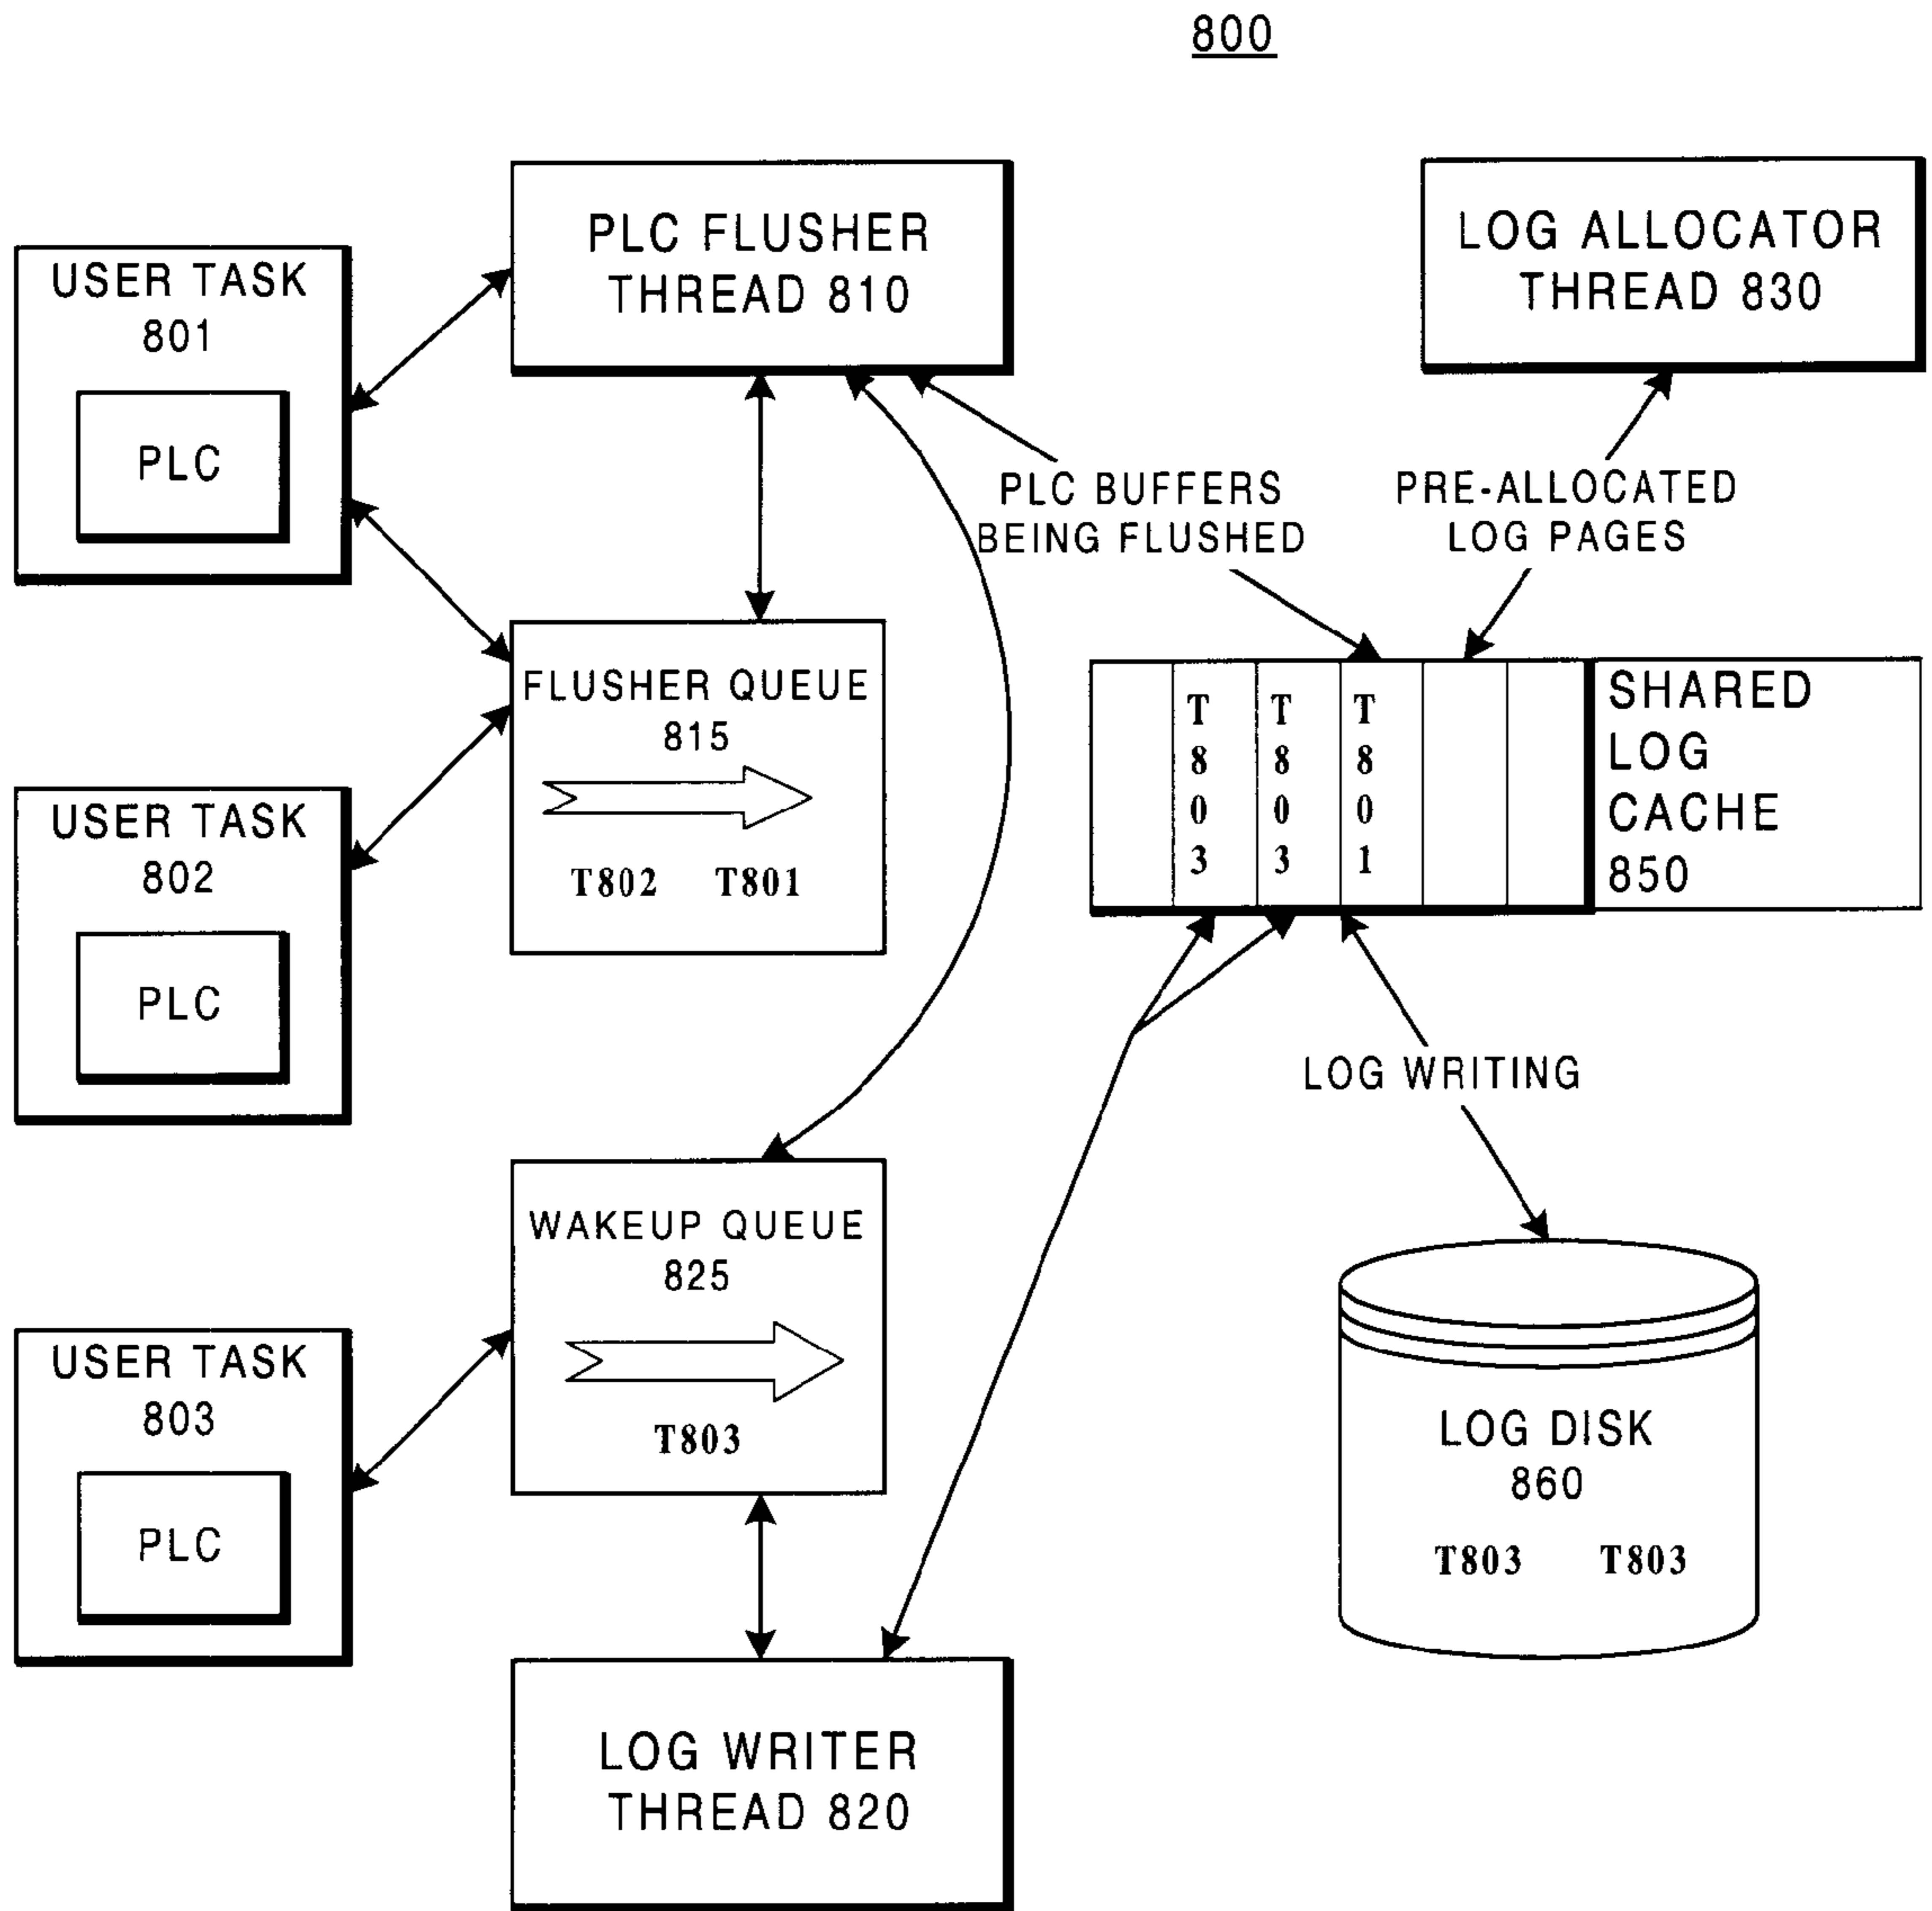 800
PLC FLUSHER
THREAD 810
LOG ALLOCATOR
THREAD 830
USER TASK
801
PLC
PLC BUFFERS
BEING FLUSHED
PRE-ALLOCATED
LOG PAGES
FLUSHER QUEUE
815
T802 T801
T
8
0
3
T
8
0
3
T
8
0
1
SHARED
LOG
CACHE
850
USER TASK
802
PLC
LOG WRITING
WAKEUP QUEUE
825
T803
USER TASK
803
PLC
LOG DISK
860
T803 T803
LOG WRITER
THREAD 820